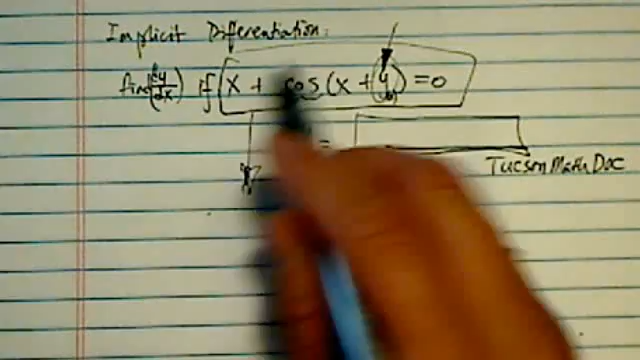 Implicit Differentiation:
find (dy/dx) if x + cos(x + y) = 0
=
Tucson Math Doc